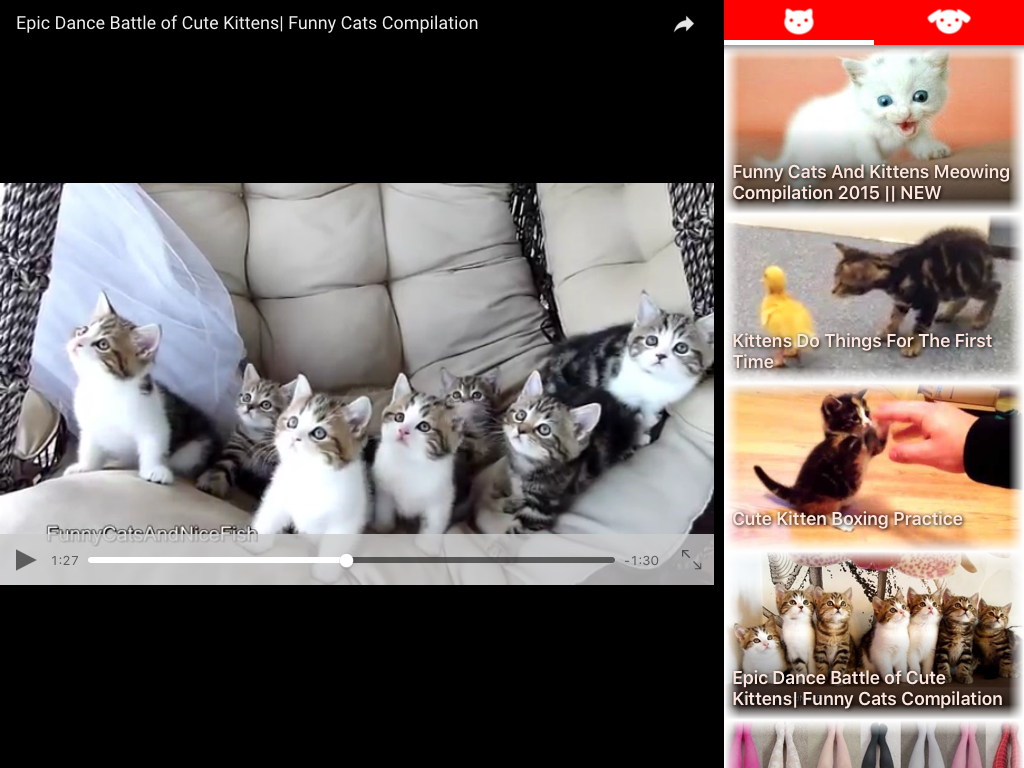 Epic Dance Battle of Cute Kittens| Funny Cats Compilation
FunnyCatsAndNiceFish
1:27
-1:30
Funny Cats And Kittens Meowing
Compilation 2015 || NEW
Kittens Do Things For The First
Time
Cute Kitten Boxing Practice
Epic Dance Battle of Cute
Kittens| Funny Cats Compilation